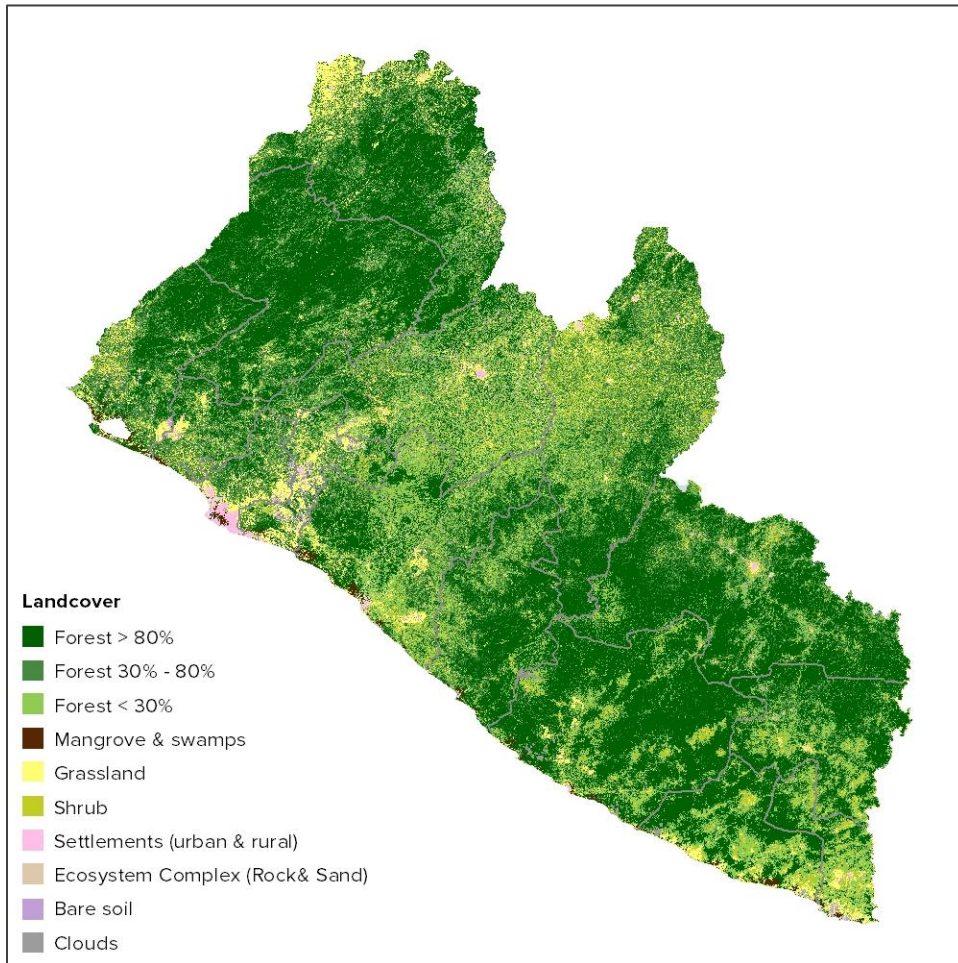 Landcover
Forest > 80%
Forest 30% - 80%
Forest < 30%
Mangrove & swamps
Grassland
Shrub
Settlements (urban & rural)
Ecosystem Complex (Rock& Sand)
Bare soil
Clouds